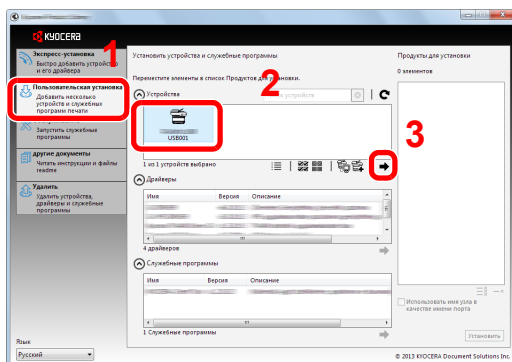 KYOCERA
1
Экспресс-установка
Быстро добавить устройство
и его драйвера
Пользовательская установка
Добавить несколько
устройств и служебных
программ печати
Запустить служебные
программы
Другие документы
Читать инструкции и файлы
readme
Удалить
Удалить устройства,
драйверы и служебные
программы
Язык
Русский
Установить устройства и служебные программы
Переместите элементы в список Продуктов для установки.
2
Устройства
устройств
USB001
1 из 1 устройств выбрано
Драйверы
Имя Версия Описание
4 драйверов
Служебные программы
Имя Версия Описание
1 Служебные программы
Продукты для установки
0 элементов
3
Использовать имя узла в
качестве имени порта
Установить
© 2013 KYOCERA Document Solutions Inc.